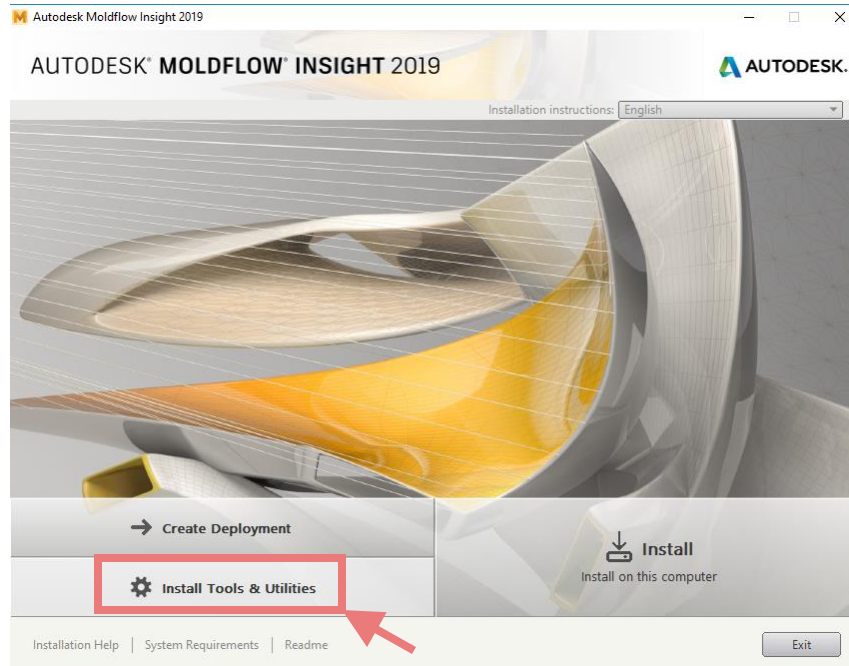 Autodesk Moldflow Insight 2019
AUTODESK® MOLDFLOW® INSIGHT 2019
AUTODESK.
Installation instructions: English
Create Deployment
Install Tools & Utilities
Install
Install on this computer
Installation Help | System Requirements | Readme
Exit